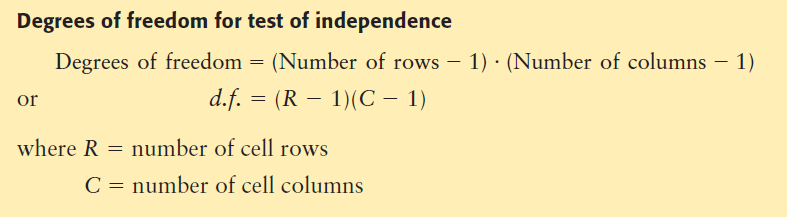 Degrees of freedom for test of independence
Degrees of freedom = (Number of rows − 1) · (Number of columns − 1)
or d.f. = (R − 1)(C − 1)
where R = number of cell rows
C = number of cell columns